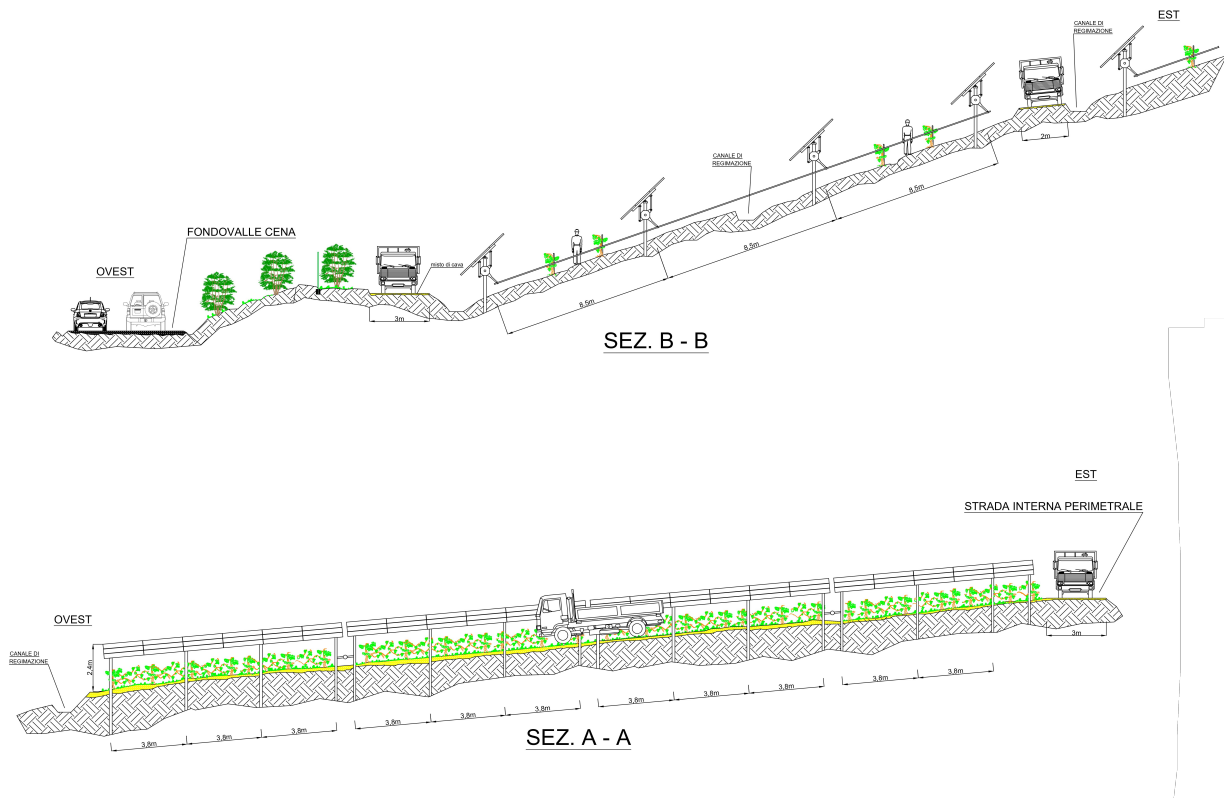 EST
CANALE DI
REGIMAZIONE
2m
CANALE DI
REGIMAZIONE
8,5m
8,5m
8,5m
FONDOVALLE CENA
OVEST
misto di cava
3m
SEZ. B - B
EST
STRADA INTERNA PERIMETRALE
3m
OVEST
CANALE DI
REGIMAZIONE
2,4m
3,8m
3,8m
3,8m
3,8m
3,8m
3,8m
3,8m
3,8m
3,8m
3,8m
3,8m
SEZ. A - A